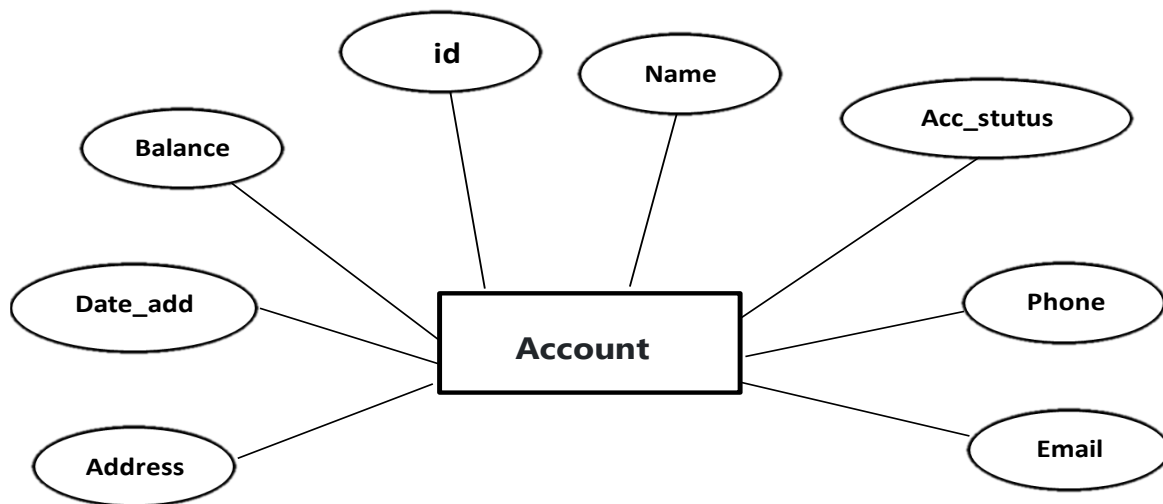 id
Name
Acc_stutus
Balance
Date_add
Phone
Account
Address
Email